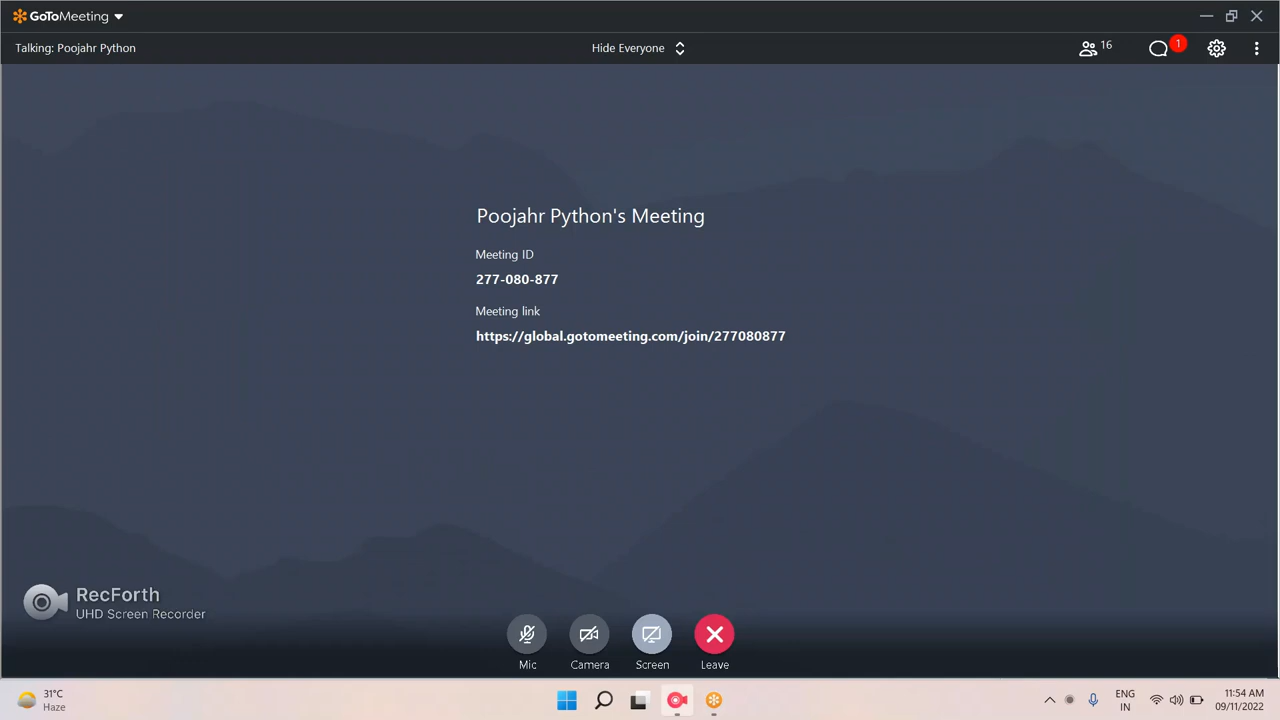 GoToMeeting
Talking: Poojahr Python
Hide Everyone
16
1
Poojahr Python's Meeting
Meeting ID
277-080-877
Meeting link
https://global.gotomeeting.com/join/277080877
RecForth
UHD Screen Recorder
Mic
Camera
Screen
Leave
31°C
Haze
ENG
IN
11:54 AM
09/11/2022